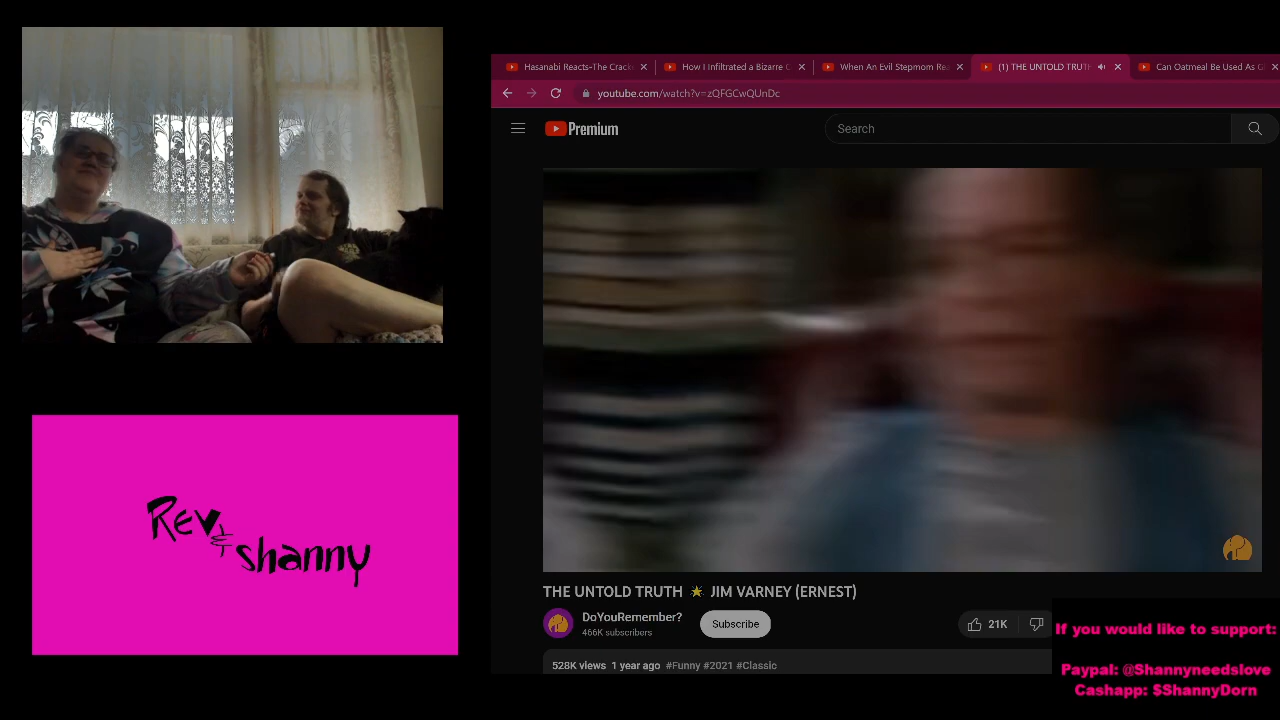 Hasanabi Reacts-The Crack
How I Infiltrated a Bizarre
When An Evil Stepmom Re
(1) THE UNTOLD TRUTH
Can Oatmeal Be Used As
youtube.com/watch?v=zQFGCwQUnDc
Premium
Search
Rev
&
shanny
THE UNTOLD TRUTH 🌟 JIM VARNEY (ERNEST)
DoYouRemember?
466K subscribers
Subscribe
21K
528K views 1 year ago #Funny #2021 #Classic
If you would like to support:
Paypal: @Shannyneedslove
Cashapp: $ShannyDorn